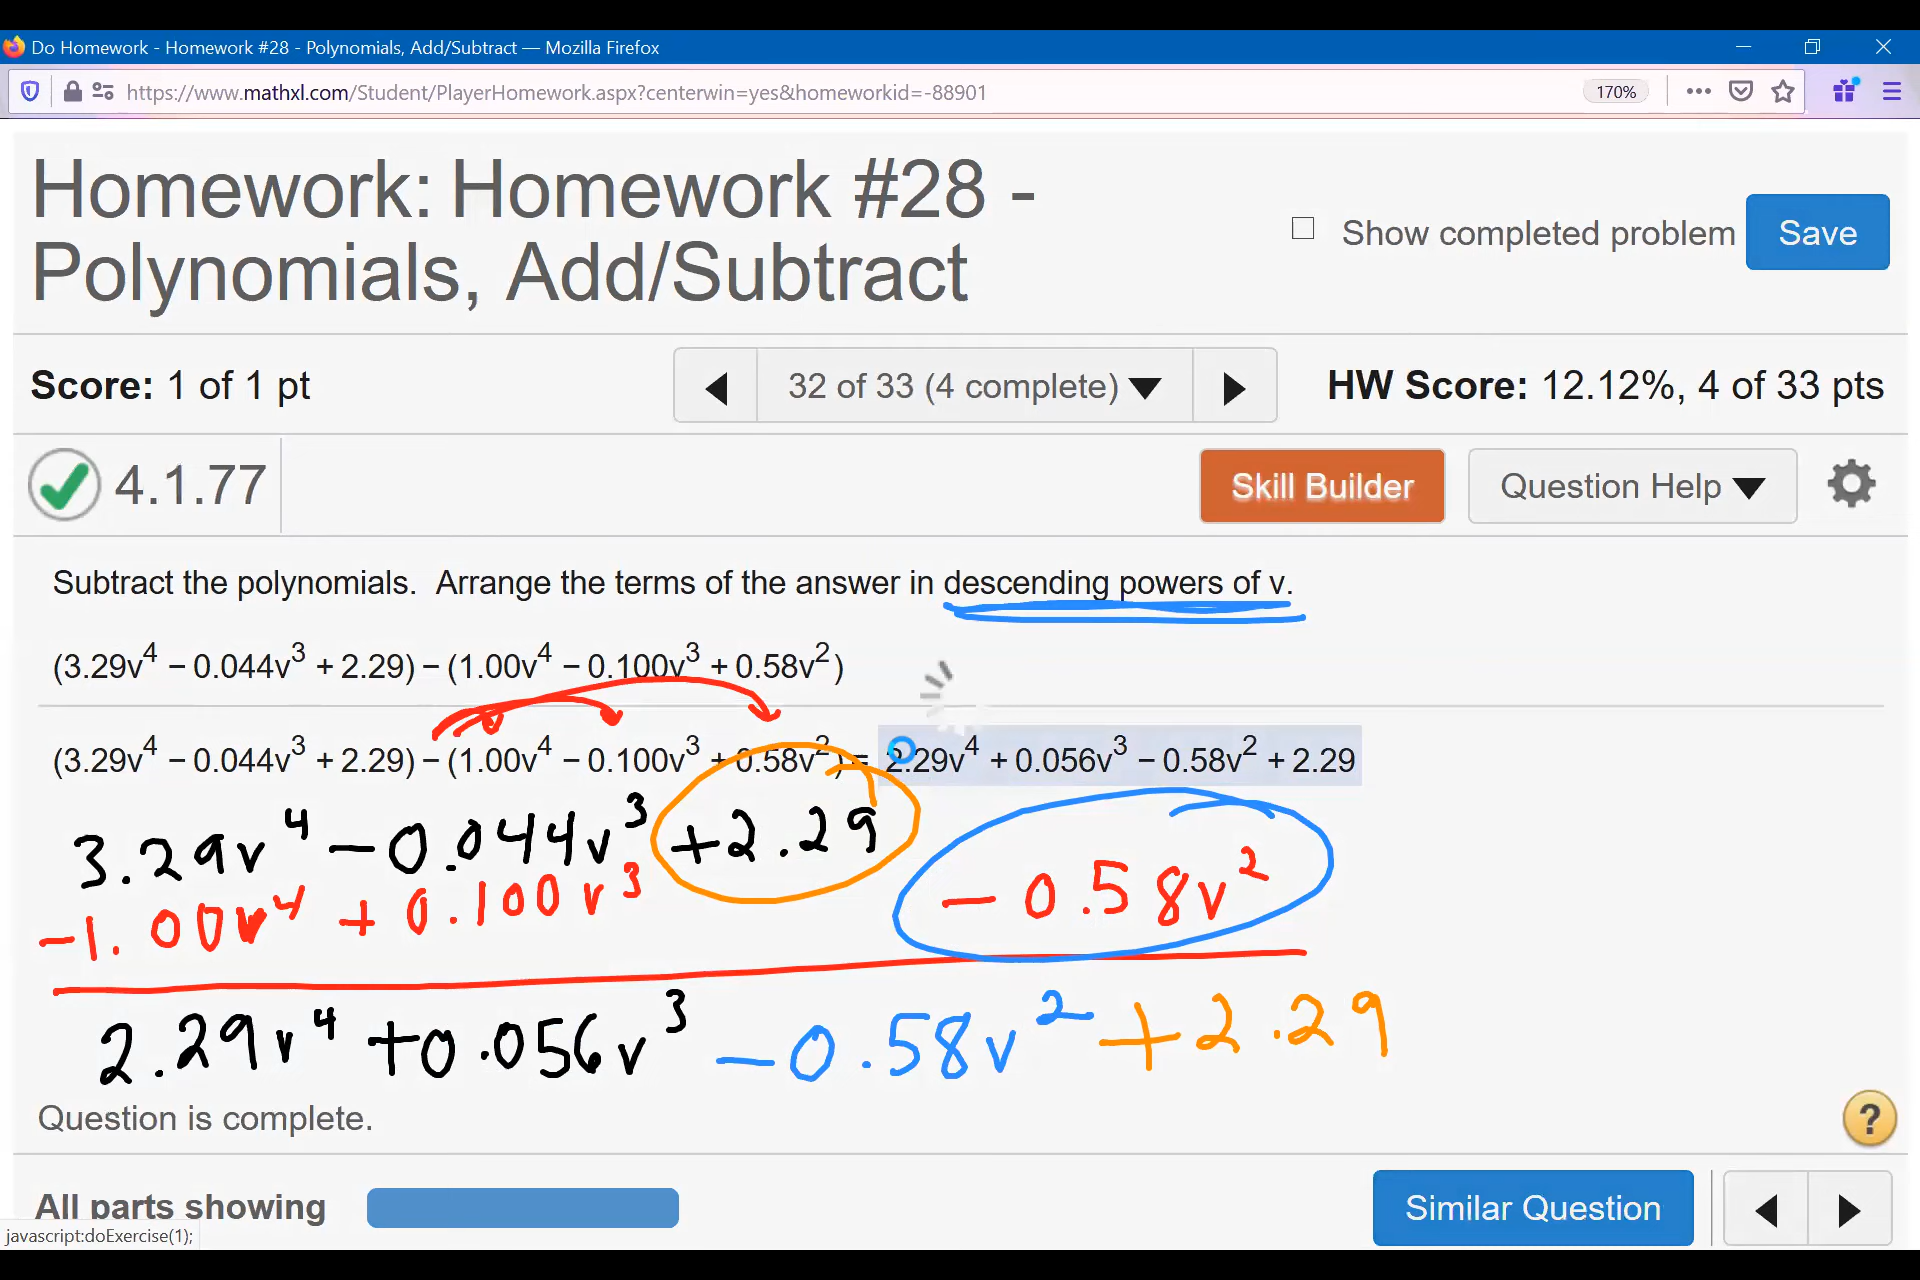 Do Homework - Homework #28 - Polynomials, Add/Subtract — Mozilla Firefox
https://www.mathxl.com/Student/PlayerHomework.aspx?centerwin=yes&homeworkid=-88901 170%
Homework: Homework #28 -
Polynomials, Add/Subtract
Show completed problem Save
Score: 1 of 1 pt 32 of 33 (4 complete) HW Score: 12.12%, 4 of 33 pts
4.1.77 Skill Builder Question Help
Subtract the polynomials. Arrange the terms of the answer in descending powers of v.
(3.29v⁴ − 0.044v³ + 2.29) − (1.00v⁴ − 0.100v³ + 0.58v²)
(3.29v⁴ − 0.044v³ + 2.29) − (1.00v⁴ − 0.100v³ + 0.58v²) = 2.29v⁴ + 0.056v³ − 0.58v² + 2.29
3.29v⁴ − 0.044v³ + 2.29
−1.00v⁴ + 0.100v³ − 0.58v²
2.29v⁴ + 0.056v³ − 0.58v² + 2.29
Question is complete.
?
All parts showing Similar Question
javascript:doExercise(1);